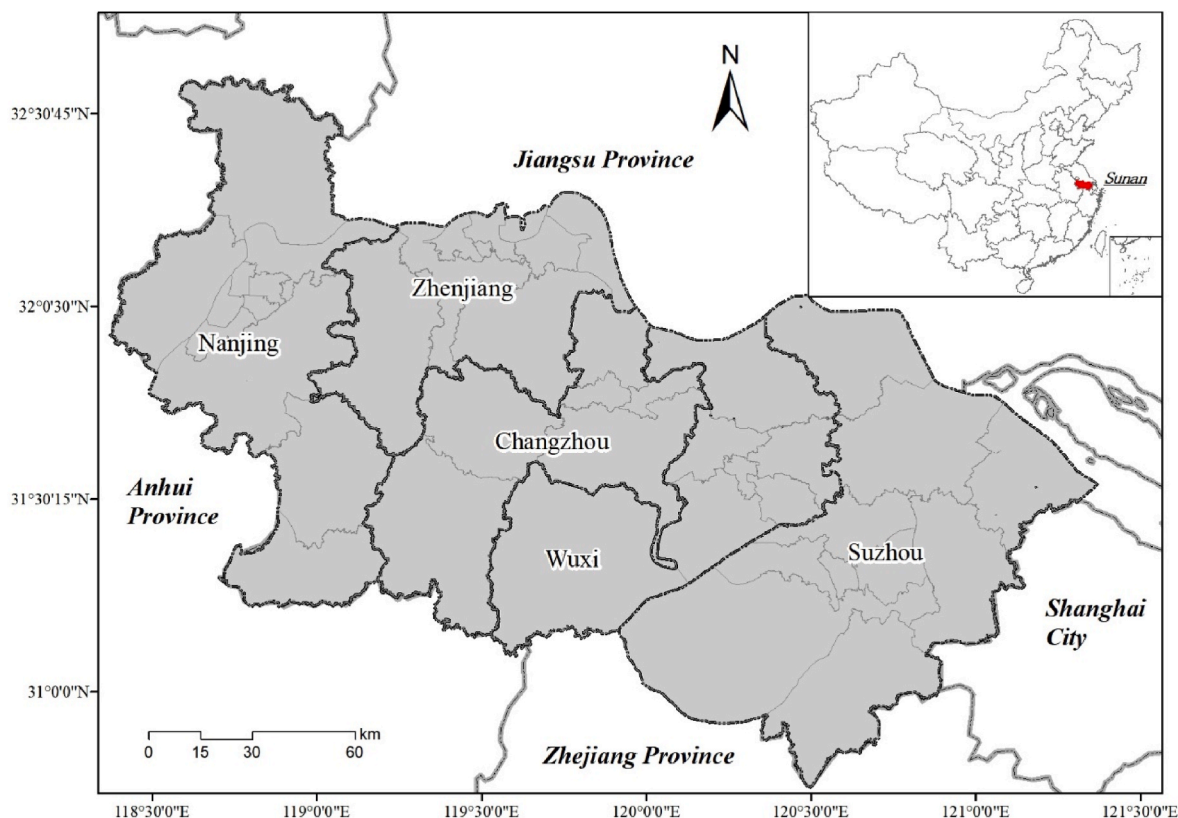 N
Sunan
Jiangsu Province
32°30'45"N
32°0'30"N
31°30'15"N
31°0'0"N
Zhenjiang
Nanjing
Changzhou
Anhui
Province
Wuxi
Suzhou
Shanghai
City
Zhejiang Province
km
0 15 30 60
118°30'0"E 119°0'0"E 119°30'0"E 120°0'0"E 120°30'0"E 121°0'0"E 121°30'0"E